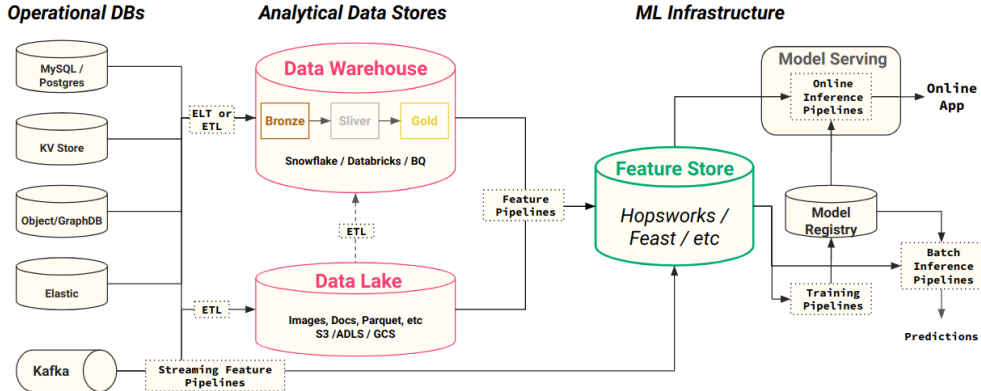 Operational DBs
Analytical Data Stores
ML Infrastructure
MySQL /
Postgres
KV Store
Object/GraphDB
Elastic
Kafka
ELT or
ETL
ETL
Streaming Feature
Pipelines
Data Warehouse
Bronze
Sliver
Gold
Snowflake / Databricks / BQ
ETL
Data Lake
Images, Docs, Parquet, etc
S3 /ADLS / GCS
Feature
Pipelines
Feature Store
Hopsworks /
Feast / etc
Model Serving
Online
Inference
Pipelines
Online
App
Model
Registry
Training
Pipelines
Batch
Inference
Pipelines
Predictions